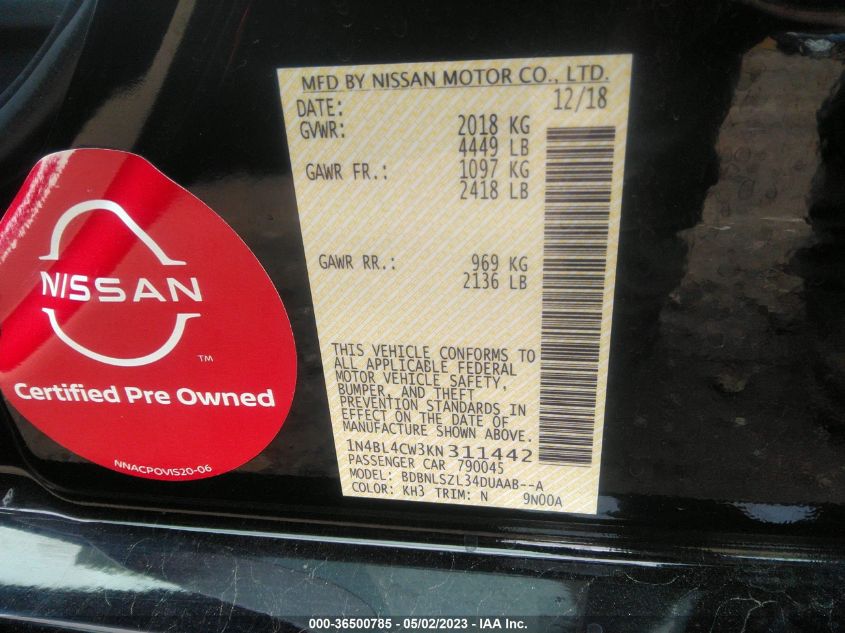 MFD BY NISSAN MOTOR CO., LTD.
DATE: 12/18
GVWR: 2018 KG
4449 LB
GAWR FR.: 1097 KG
2418 LB
GAWR RR.: 969 KG
2136 LB
THIS VEHICLE CONFORMS TO
ALL APPLICABLE FEDERAL
MOTOR VEHICLE SAFETY,
BUMPER, AND THEFT
PREVENTION STANDARDS IN
EFFECT ON THE DATE OF
MANUFACTURE SHOWN ABOVE.
1N4BL4CW3KN311442
PASSENGER CAR 790045
MODEL: BDBNLSZL34DUAAB--A
COLOR: KH3 TRIM: N 9N00A
NISSAN
TM
Certified Pre Owned
NNACPOVIS20-06
000-36500785 - 05/02/2023 - IAA Inc.